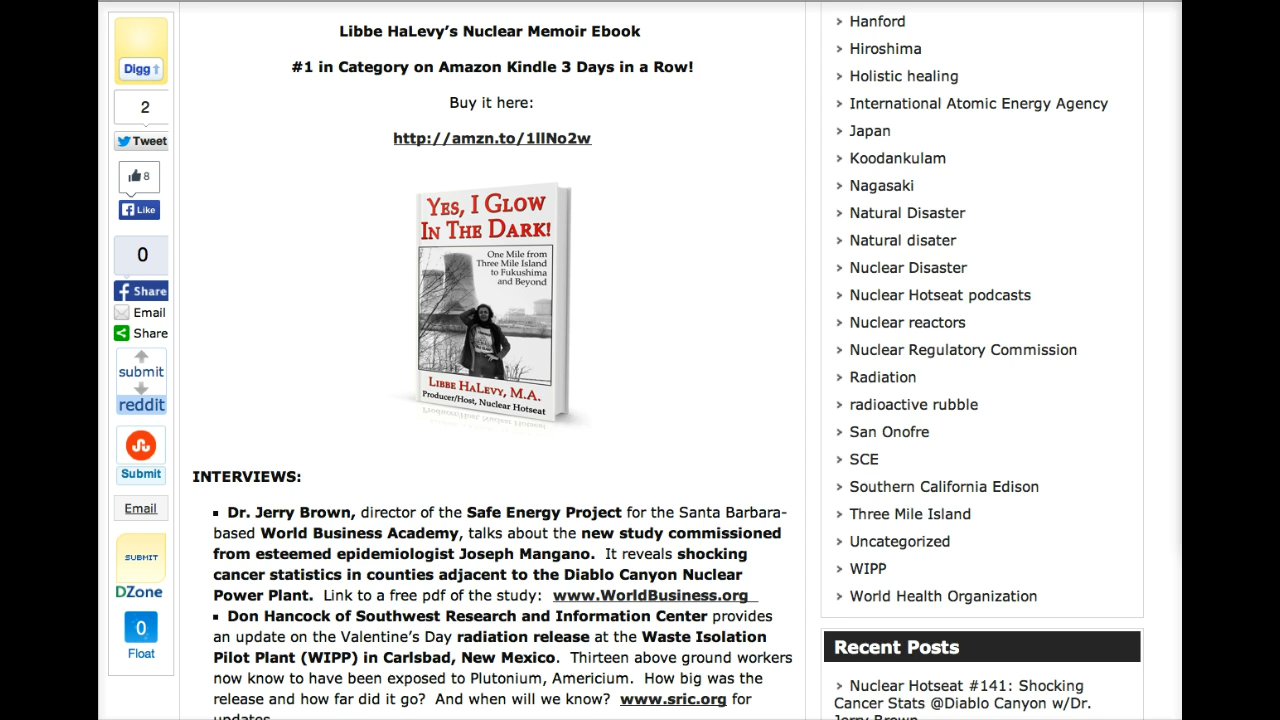 Digg
2
Tweet
8
Like
0
Share
Email
Share
submit
reddit
Submit
Email
SUBMIT
DZone
0
Float
Libbe HaLevy's Nuclear Memoir Ebook
#1 in Category on Amazon Kindle 3 Days in a Row!
Buy it here:
http://amzn.to/1llNo2w
YES, I GLOW
IN THE DARK!
One Mile from
Three Mile Island
to Fukushima
and Beyond
LIBBE HALEVY, M.A.
Producer/Host, Nuclear Hotseat
INTERVIEWS:
▪ Dr. Jerry Brown, director of the Safe Energy Project for the Santa Barbara-
based World Business Academy, talks about the new study commissioned
from esteemed epidemiologist Joseph Mangano. It reveals shocking
cancer statistics in counties adjacent to the Diablo Canyon Nuclear
Power Plant. Link to a free pdf of the study: www.WorldBusiness.org
▪ Don Hancock of Southwest Research and Information Center provides
an update on the Valentine's Day radiation release at the Waste Isolation
Pilot Plant (WIPP) in Carlsbad, New Mexico. Thirteen above ground workers
now know to have been exposed to Plutonium, Americium. How big was the
release and how far did it go? And when will we know? www.sric.org for
updates.
Hanford
Hiroshima
Holistic healing
International Atomic Energy Agency
Japan
Koodankulam
Nagasaki
Natural Disaster
Natural disater
Nuclear Disaster
Nuclear Hotseat podcasts
Nuclear reactors
Nuclear Regulatory Commission
Radiation
radioactive rubble
San Onofre
SCE
Southern California Edison
Three Mile Island
Uncategorized
WIPP
World Health Organization
Recent Posts
Nuclear Hotseat #141: Shocking
Cancer Stats @Diablo Canyon w/Dr.
Jerry Brown